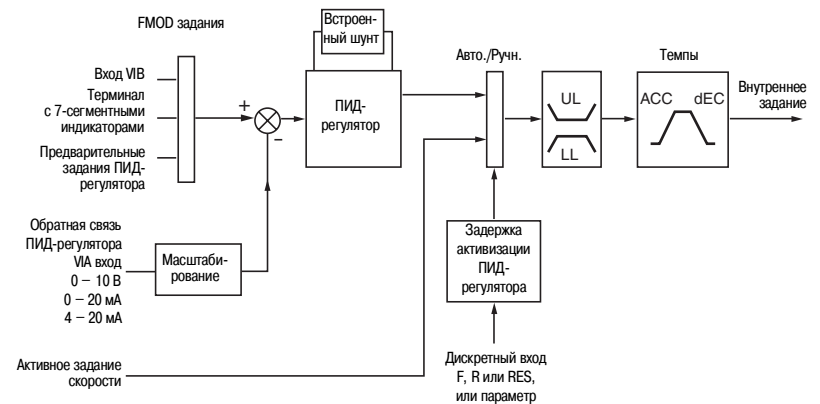 FMOD задания
Встроен-
ный шунт
Авто./Ручн.
Темпы
Вход VIB
Терминал
с 7-сегментными
индикаторами
Предварительные
задания ПИД-
регулятора
+
−
ПИД-
регулятор
UL
LL
ACC dEC
Внутреннее
задание
Обратная связь
ПИД-регулятора
VIA вход
0 – 10 В
0 – 20 мА
4 – 20 мА
Масштаби-
рование
Задержка
активизации
ПИД-
регулятора
Активное задание
скорости
Дискретный вход
F, R или RES,
или параметр